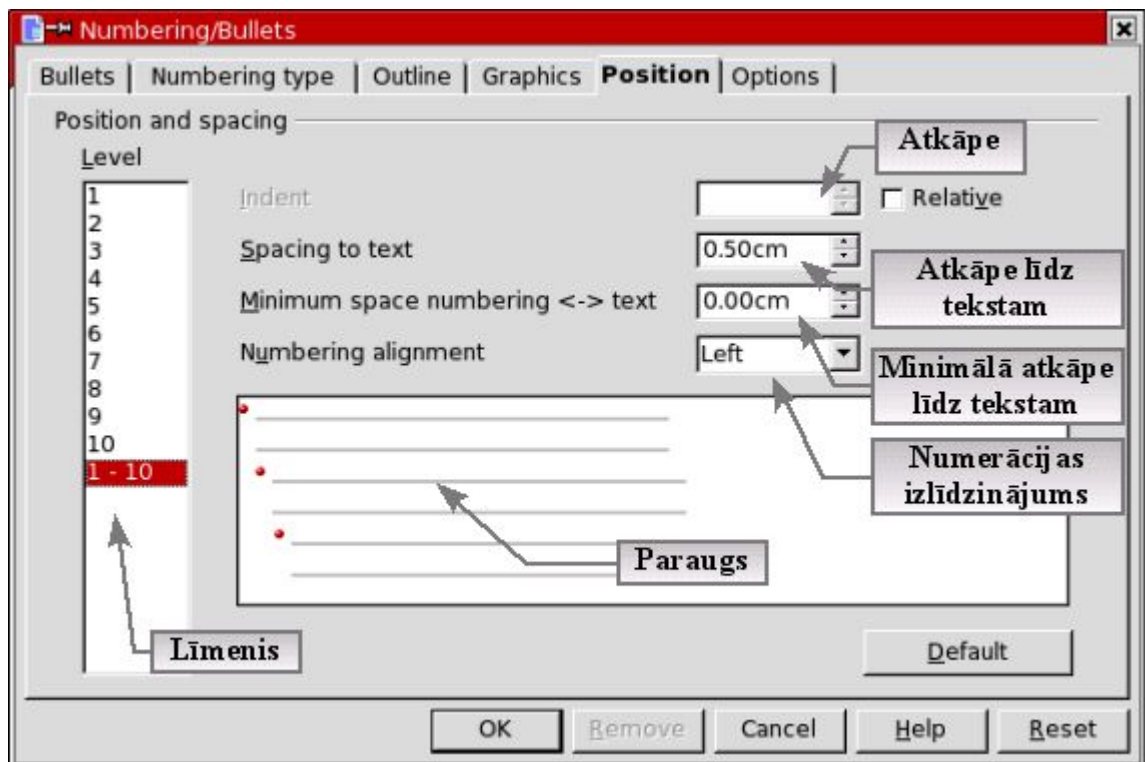 Numbering/Bullets
Bullets Numbering type Outline Graphics Position Options
Position and spacing
Atkāpe
Level
1
2
3
4
5
6
7
8
9
10
1 - 10
Indent
Relative
Spacing to text 0.50cm
Atkāpe līdz
tekstam
Minimum space numbering <-> text 0.00cm
Numbering alignment Left
Minimālā atkāpe
līdz tekstam
Numerācijas
izlīdzinājums
Paraugs
Līmenis
Default
OK Remove Cancel Help Reset